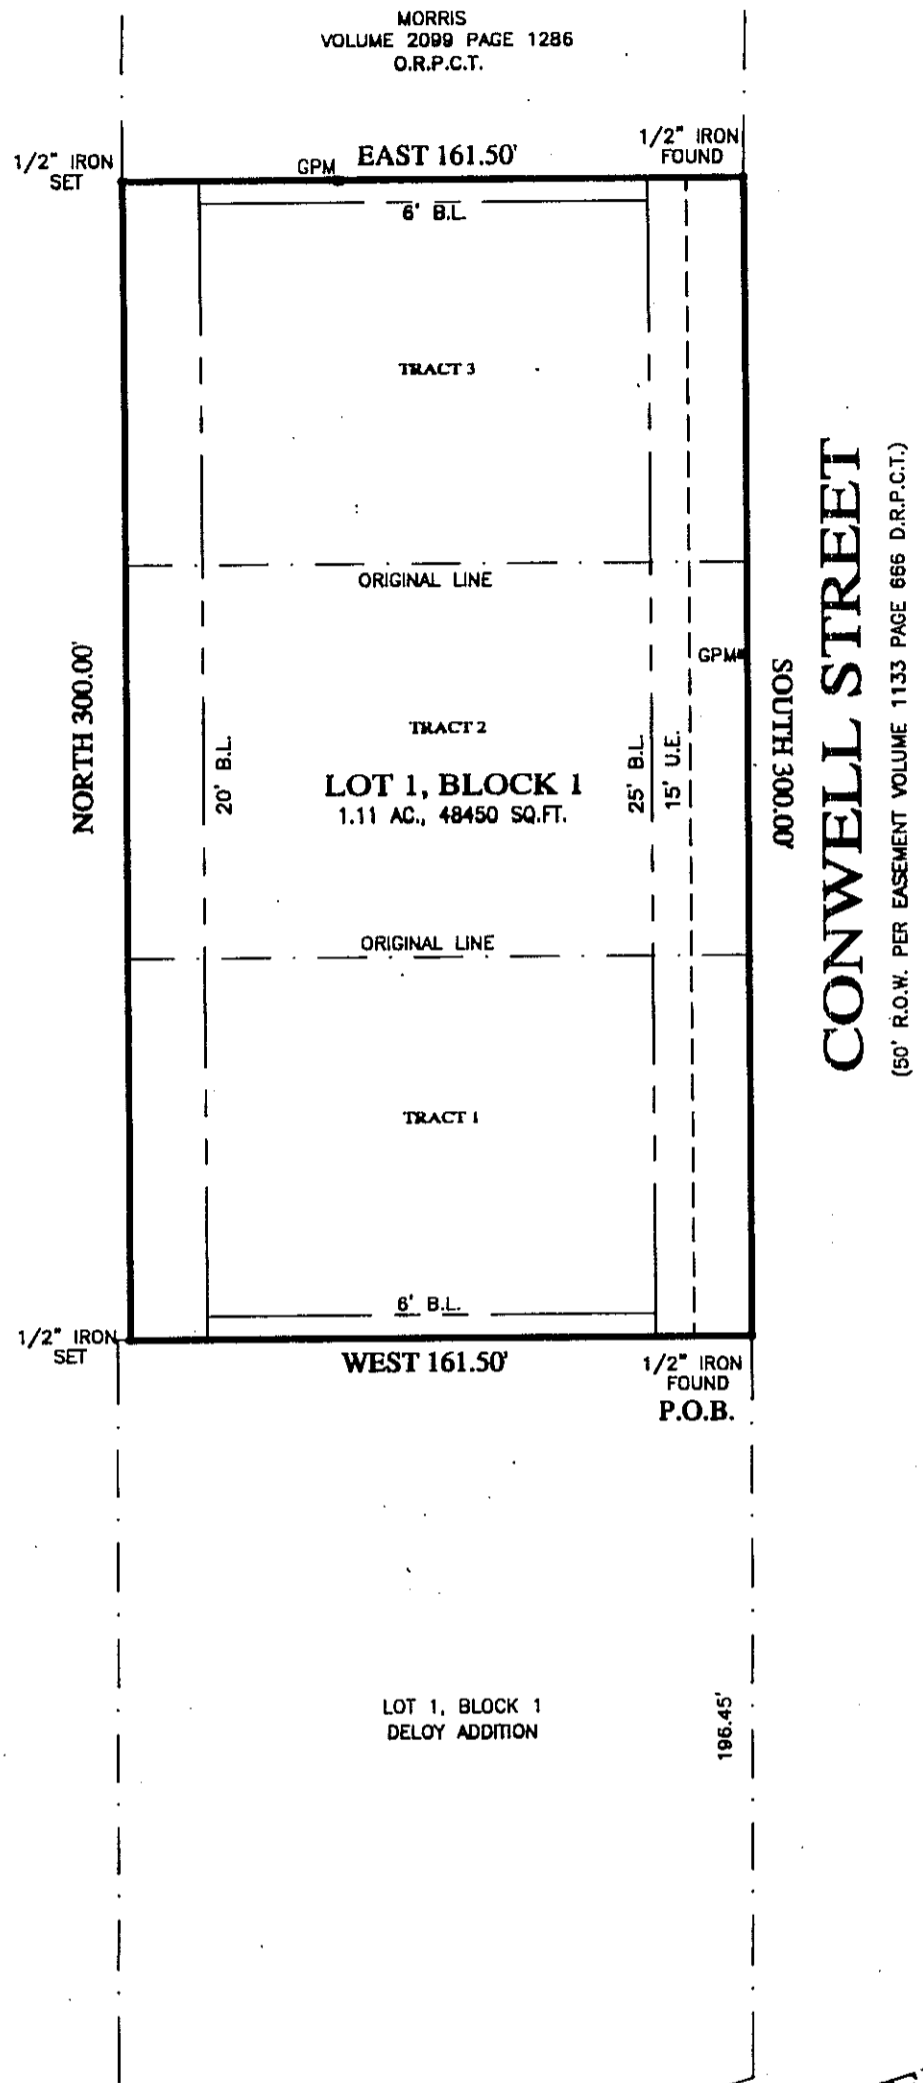 MORRIS
VOLUME 2099 PAGE 1286
O.R.P.C.T.
1/2" IRON
SET
GPM
EAST 161.50'
1/2" IRON
FOUND
6' B.L.
TRACT 3
ORIGINAL LINE
GPM
NORTH 300.00'
20' B.L.
TRACT 2
LOT 1, BLOCK 1
1.11 AC., 48450 SQ.FT.
25' B.L.
15' U.E.
SOUTH 300.00'
CONWELL STREET
(50' R.O.W. PER EASEMENT VOLUME 1133 PAGE 666 D.R.P.C.T.)
ORIGINAL LINE
TRACT 1
6' B.L.
1/2" IRON
SET
WEST 161.50'
1/2" IRON
FOUND
P.O.B.
LOT 1, BLOCK 1
DELOY ADDITION
196.45'